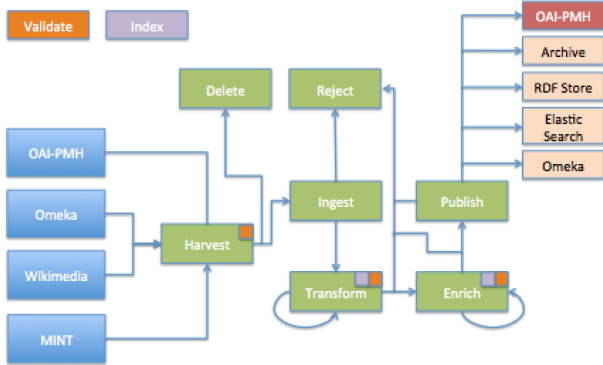 Validate
Index
OAI-PMH
Archive
RDF Store
Elastic
Search
Omeka
Delete
Reject
OAI-PMH
Omeka
Wikimedia
MINT
Harvest
Ingest
Publish
Transform
Enrich